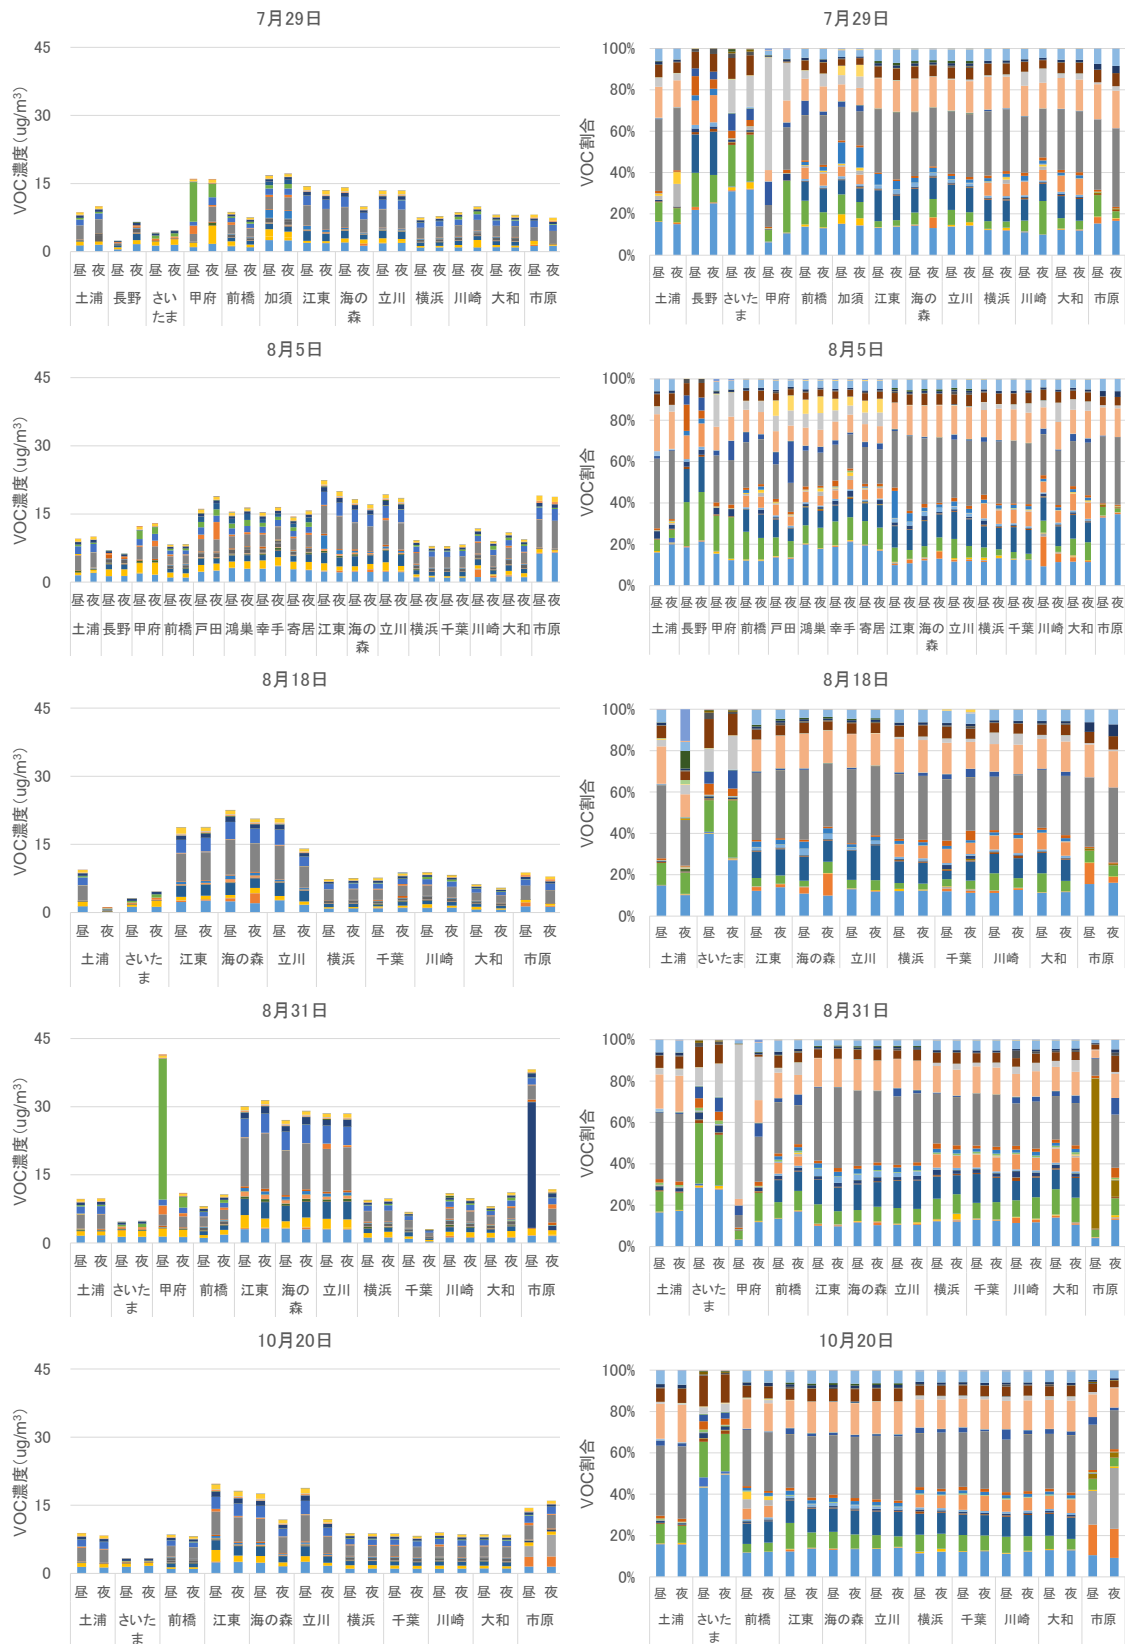 7月29日
VOC濃度(ug/m³)
45
30
15
0
昼 夜 昼 夜 昼 夜 昼 夜 昼 夜 昼 夜 昼 夜 昼 夜 昼 夜 昼 夜 昼 夜 昼 夜 昼 夜
土浦 長野 さいたま 甲府 前橋 加須 江東 海の森 立川 横浜 川崎 大和 市原
7月29日
VOC割合
100%
80%
60%
40%
20%
0%
昼 夜 昼 夜 昼 夜 昼 夜 昼 夜 昼 夜 昼 夜 昼 夜 昼 夜 昼 夜 昼 夜 昼 夜 昼 夜
土浦 長野 さいたま 甲府 前橋 加須 江東 海の森 立川 横浜 川崎 大和 市原
8月5日
VOC濃度(ug/m³)
45
30
15
0
昼 夜 昼 夜 昼 夜 昼 夜 昼 夜 昼 夜 昼 夜 昼 夜 昼 夜 昼 夜 昼 夜 昼 夜 昼 夜 昼 夜 昼 夜 昼 夜
土浦 長野 甲府 前橋 戸田 鴻巣 幸手 寄居 江東 海の森 立川 横浜 千葉 川崎 大和 市原
8月5日
VOC割合
100%
80%
60%
40%
20%
0%
昼 夜 昼 夜 昼 夜 昼 夜 昼 夜 昼 夜 昼 夜 昼 夜 昼 夜 昼 夜 昼 夜 昼 夜 昼 夜 昼 夜 昼 夜 昼 夜
土浦 長野 甲府 前橋 戸田 鴻巣 幸手 寄居 江東 海の森 立川 横浜 千葉 川崎 大和 市原
8月18日
VOC濃度(ug/m³)
45
30
15
0
昼 夜 昼 夜 昼 夜 昼 夜 昼 夜 昼 夜 昼 夜 昼 夜 昼 夜 昼 夜
土浦 さいたま 江東 海の森 立川 横浜 千葉 川崎 大和 市原
8月18日
VOC割合
100%
80%
60%
40%
20%
0%
昼 夜 昼 夜 昼 夜 昼 夜 昼 夜 昼 夜 昼 夜 昼 夜 昼 夜 昼 夜
土浦 さいたま 江東 海の森 立川 横浜 千葉 川崎 大和 市原
8月31日
VOC濃度(ug/m³)
45
30
15
0
昼 夜 昼 夜 昼 夜 昼 夜 昼 夜 昼 夜 昼 夜 昼 夜 昼 夜 昼 夜 昼 夜 昼 夜
土浦 さいたま 甲府 前橋 江東 海の森 立川 横浜 千葉 川崎 大和 市原
8月31日
VOC割合
100%
80%
60%
40%
20%
0%
昼 夜 昼 夜 昼 夜 昼 夜 昼 夜 昼 夜 昼 夜 昼 夜 昼 夜 昼 夜 昼 夜 昼 夜
土浦 さいたま 甲府 前橋 江東 海の森 立川 横浜 千葉 川崎 大和 市原
10月20日
VOC濃度(ug/m³)
45
30
15
0
昼 夜 昼 夜 昼 夜 昼 夜 昼 夜 昼 夜 昼 夜 昼 夜 昼 夜 昼 夜 昼 夜
土浦 さいたま 前橋 江東 海の森 立川 横浜 千葉 川崎 大和 市原
10月20日
VOC割合
100%
80%
60%
40%
20%
0%
昼 夜 昼 夜 昼 夜 昼 夜 昼 夜 昼 夜 昼 夜 昼 夜 昼 夜 昼 夜 昼 夜
土浦 さいたま 前橋 江東 海の森 立川 横浜 千葉 川崎 大和 市原